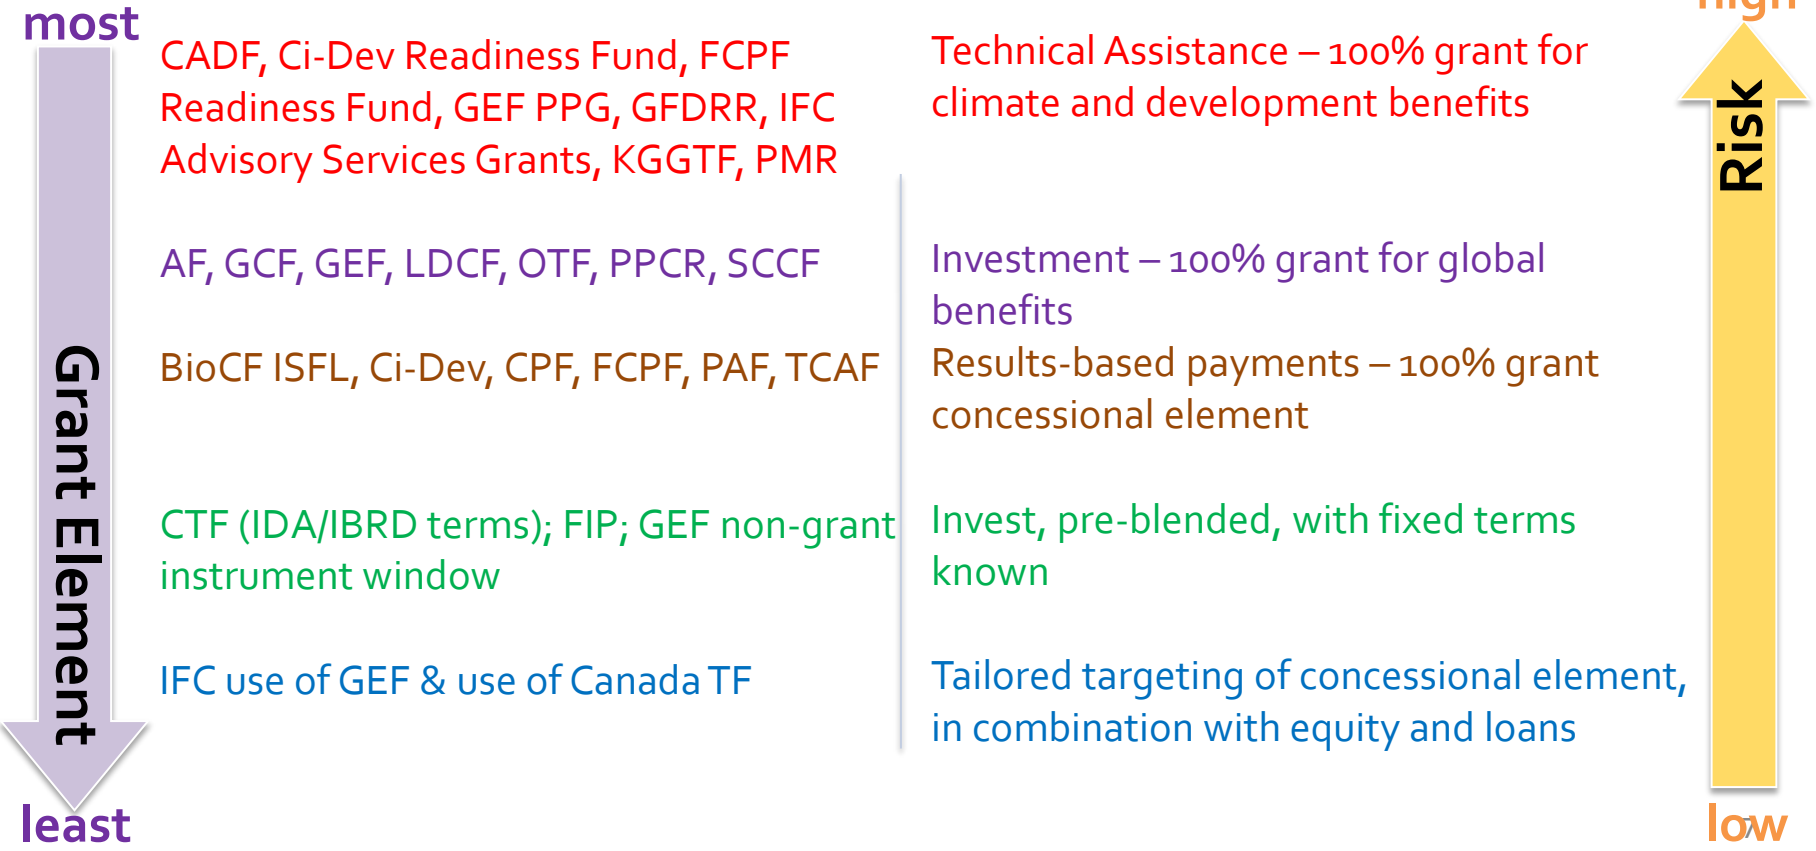 most
high
CADF, Ci-Dev Readiness Fund, FCPF
Readiness Fund, GEF PPG, GFDRR, IFC
Advisory Services Grants, KGGTF, PMR
Technical Assistance – 100% grant for
climate and development benefits
Risk
AF, GCF, GEF, LDCF, OTF, PPCR, SCCF
Investment – 100% grant for global
benefits
Grant Element
BioCF ISFL, Ci-Dev, CPF, FCPF, PAF, TCAF
Results-based payments – 100% grant
concessional element
CTF (IDA/IBRD terms); FIP; GEF non-grant
instrument window
Invest, pre-blended, with fixed terms
known
IFC use of GEF & use of Canada TF
Tailored targeting of concessional element,
in combination with equity and loans
least
low
7